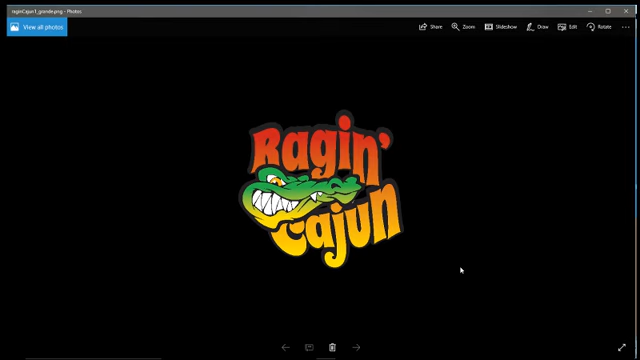 raginCajun1_grande.png - Photos
View all photos
Share Zoom Slideshow Draw Edit Rotate
Ragin'
Cajun